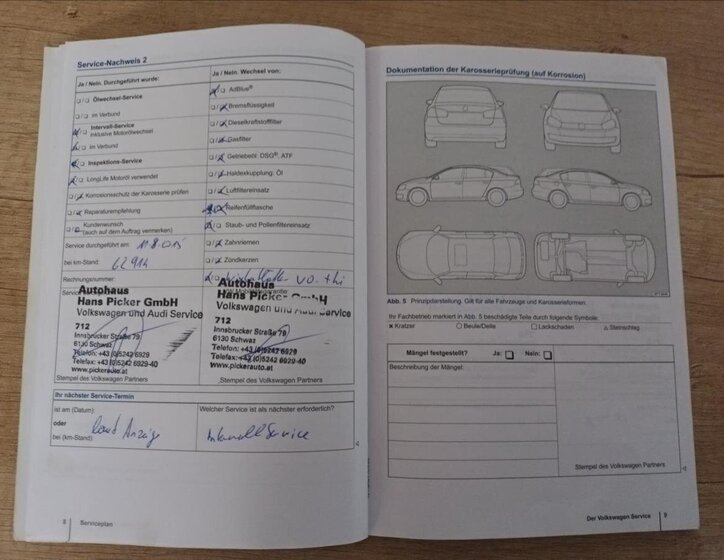 Service-Nachweis 2
Ja / Nein. Durchgeführt wurde:
Ölwechsel-Service
im Verbund
Intervall-Service
inklusive Motorölwechsel
im Verbund
Inspektions-Service
LongLife Motoröl verwendet
Korrosionsschutz der Karosserie prüfen
Reparaturempfehlung
Kundenwunsch
(auch auf dem Auftrag vermerken)
Service durchgeführt am:
bei km-Stand: 62914
Rechnungsnummer:
Autohaus
Hans Picker GmbH
Volkswagen und Audi Service
712
Innsbrucker Straße 79
6130 Schwaz
Telefon: +43 (0)5242 6929
Telefax: +43 (0)5242 6929-40
www.pickerauto.at
Stempel des Volkswagen Partners
Ja / Nein. Wechsel von:
AdBlue®
Bremsflüssigkeit
Dieselkraftstofffilter
Gasfilter
Getriebeöl: DSG®, ATF
Haldexkupplung: Öl
Luftfiltereinsatz
Reifenfüllflasche
Staub- und Pollenfiltereinsatz
Zahnriemen
Zündkerzen
Autohaus
Hans Picker GmbH
Volkswagen und Audi Service
712
Innsbrucker Straße 79
6130 Schwaz
Telefon: +43 (0)5242 6929
Telefax: +43 (0)5242 6929-40
www.pickerauto.at
Stempel des Volkswagen Partners
Ihr nächster Service-Termin
ist am (Datum):
oder
bei (km-Stand): laut Anzeige
Welcher Service ist als nächster erforderlich?
Intervall Service
8 Serviceplan
Dokumentation der Karosserieprüfung (auf Korrosion)
Abb. 5 Prinzipdarstellung. Gilt für alle Fahrzeuge und Karosserieformen.
Ihr Fachbetrieb markiert in Abb. 5 beschädigte Teile durch folgende Symbole:
× Kratzer ○ Beule/Delle □ Lackschaden △ Steinschlag
Mängel festgestellt? Ja: Nein:
Beschreibung der Mängel:
Stempel des Volkswagen Partners
Der Volkswagen Service 9